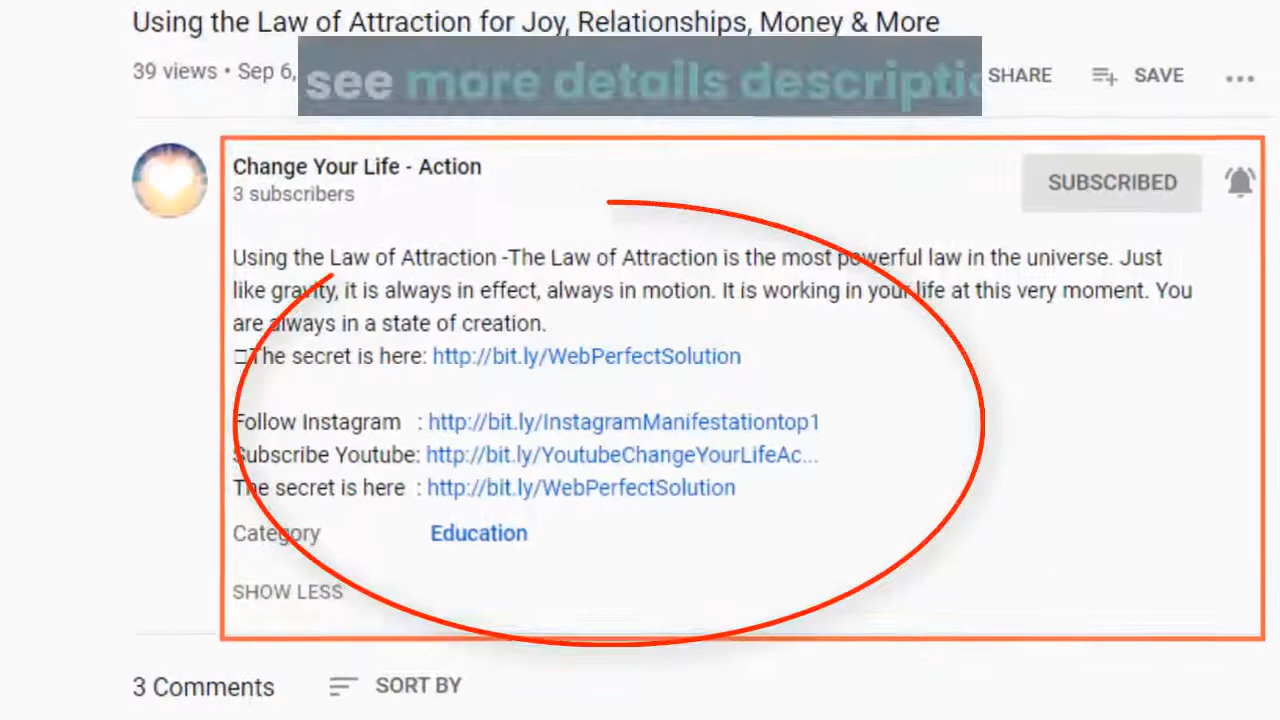 Using the Law of Attraction for Joy, Relationships, Money & More
39 views • Sep 6,
see more details descriptio
SHARE
SAVE
Change Your Life - Action
3 subscribers
SUBSCRIBED
Using the Law of Attraction -The Law of Attraction is the most powerful law in the universe. Just
like gravity, it is always in effect, always in motion. It is working in your life at this very moment. You
are always in a state of creation.
□The secret is here: http://bit.ly/WebPerfectSolution
Follow Instagram : http://bit.ly/InstagramManifestationtop1
Subscribe Youtube: http://bit.ly/YoutubeChangeYourLifeAc...
The secret is here : http://bit.ly/WebPerfectSolution
Category Education
SHOW LESS
3 Comments
SORT BY